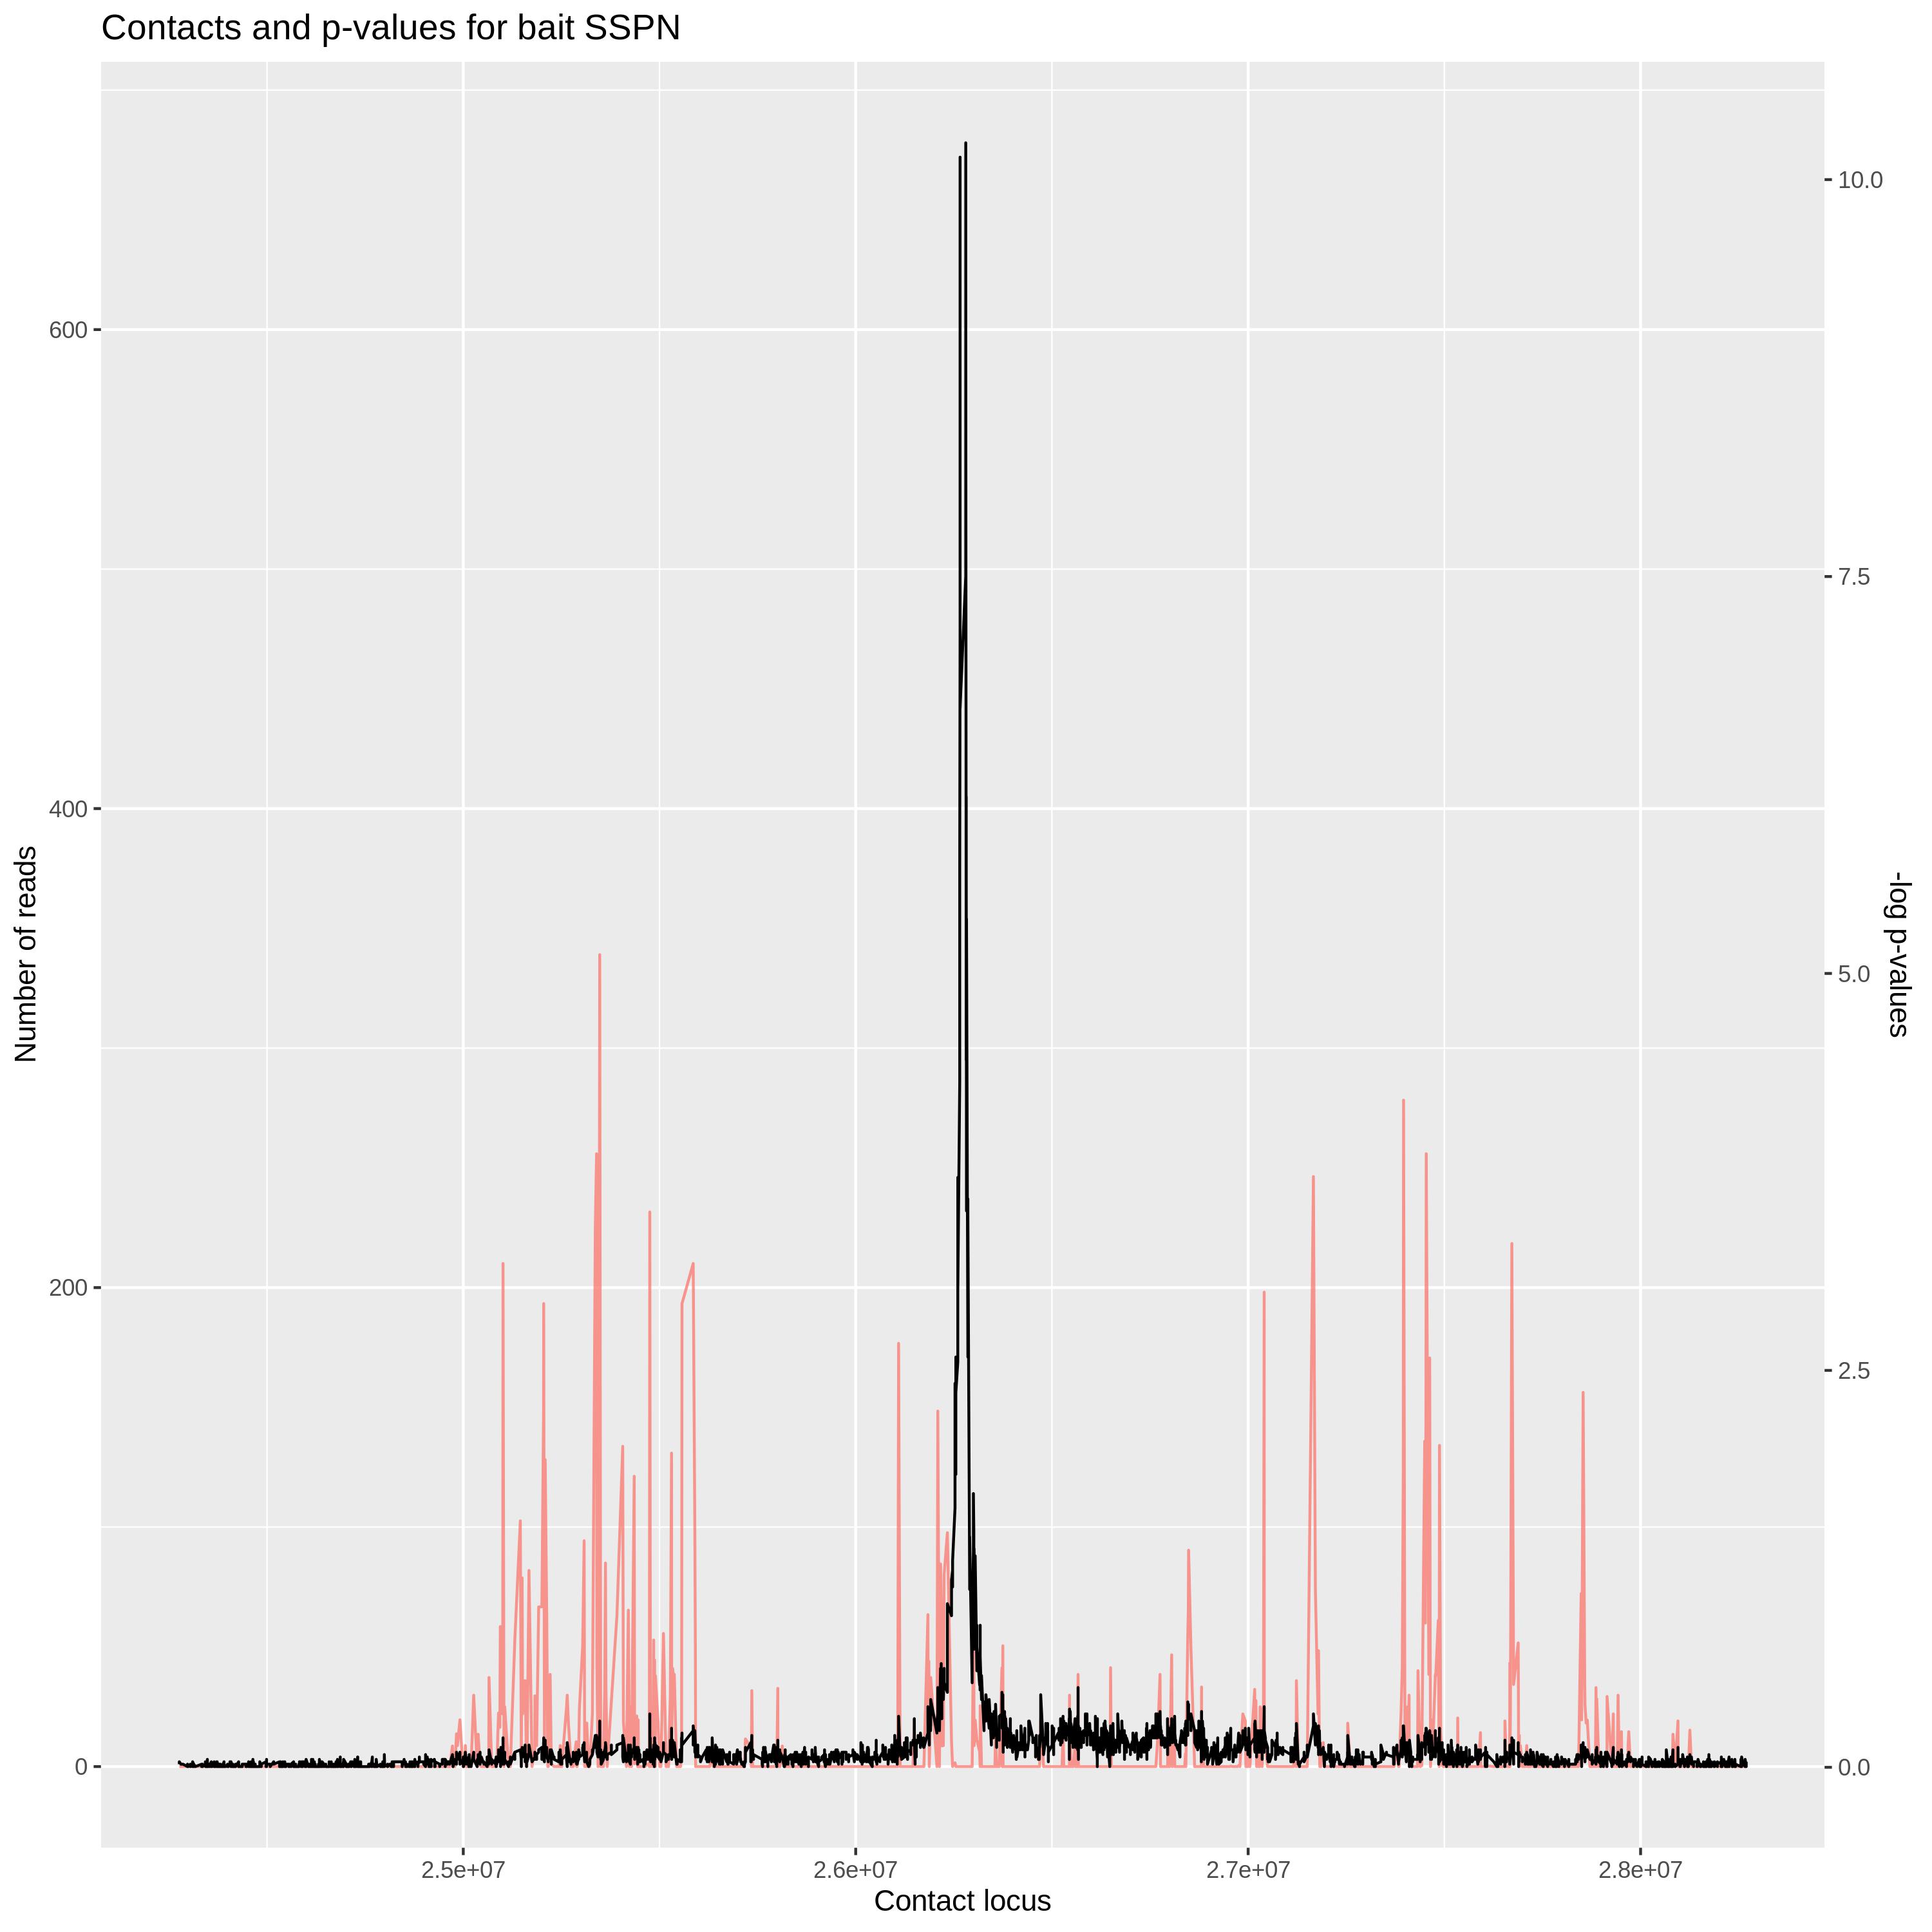 Contacts and p-values for bait SSPN
Number of reads
600
400
200
0
10.0
7.5
5.0
2.5
0.0
-log p-values
2.5e+07
2.6e+07
2.7e+07
2.8e+07
Contact locus